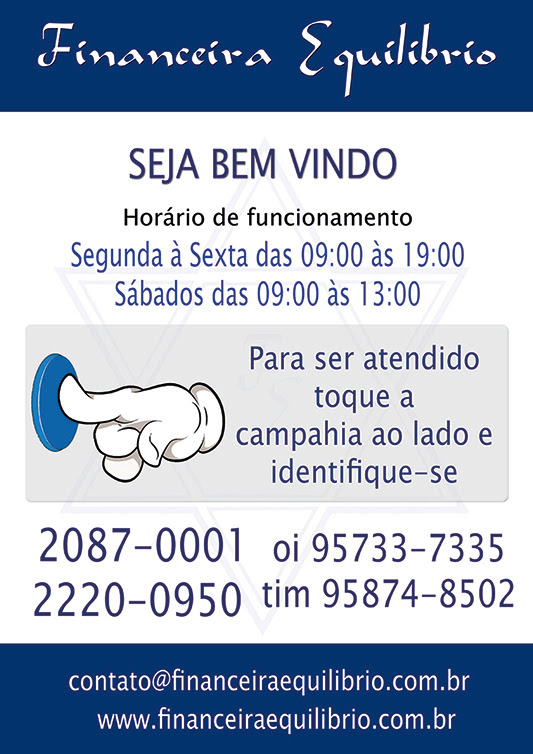 Financeira Equilibrio
SEJA BEM VINDO
Horário de funcionamento
Segunda à Sexta das 09:00 às 19:00
Sábados das 09:00 às 13:00
Para ser atendido
toque a
campahia ao lado e
identifique-se
2087-0001 oi 95733-7335
2220-0950 tim 95874-8502
contato@financeiraequilibrio.com.br
www.financeiraequilibrio.com.br